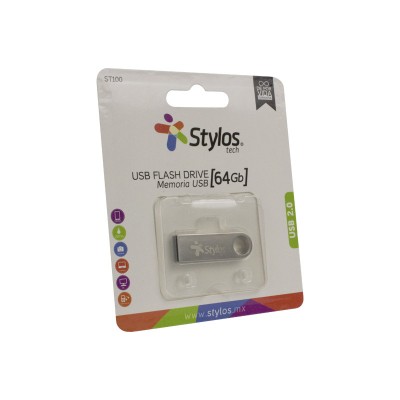 ST100
Stylos
tech
USB FLASH DRIVE [64Gb]
Memoria USB
Stylos
USB 2.0
www.stylos.mx